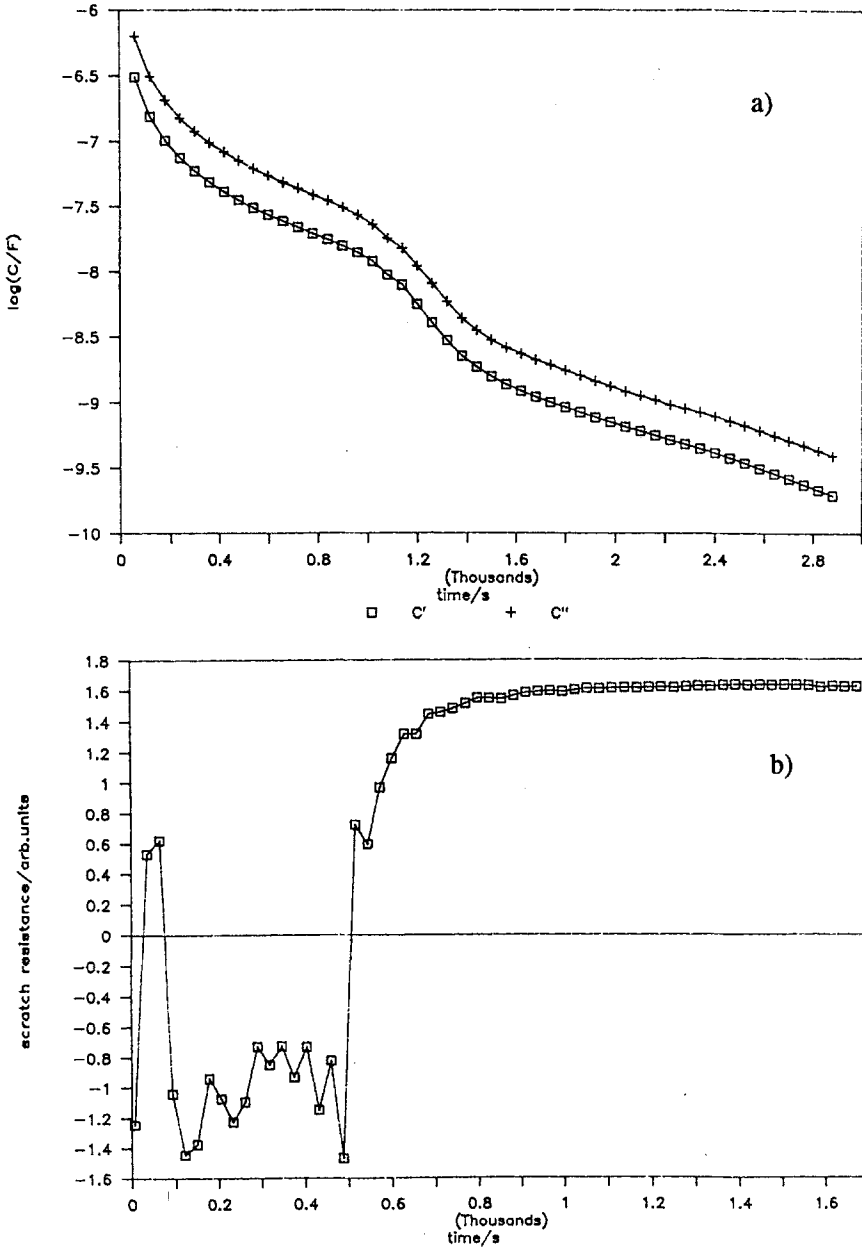 -6
-6.5
-7
-7.5
-8
-8.5
-9
-9.5
-10
log(C/F)
a)
0 0.4 0.8 1.2 1.6 2 2.4 2.8
(Thousands)
time/s
C' C"
1.8
1.6
1.4
1.2
1
0.8
0.6
0.4
0.2
0
-0.2
-0.4
-0.6
-0.8
-1
-1.2
-1.4
-1.6
scratch resistance/arb.units
b)
0 0.2 0.4 0.6 0.8 1 1.2 1.4 1.6
(Thousands)
time/s